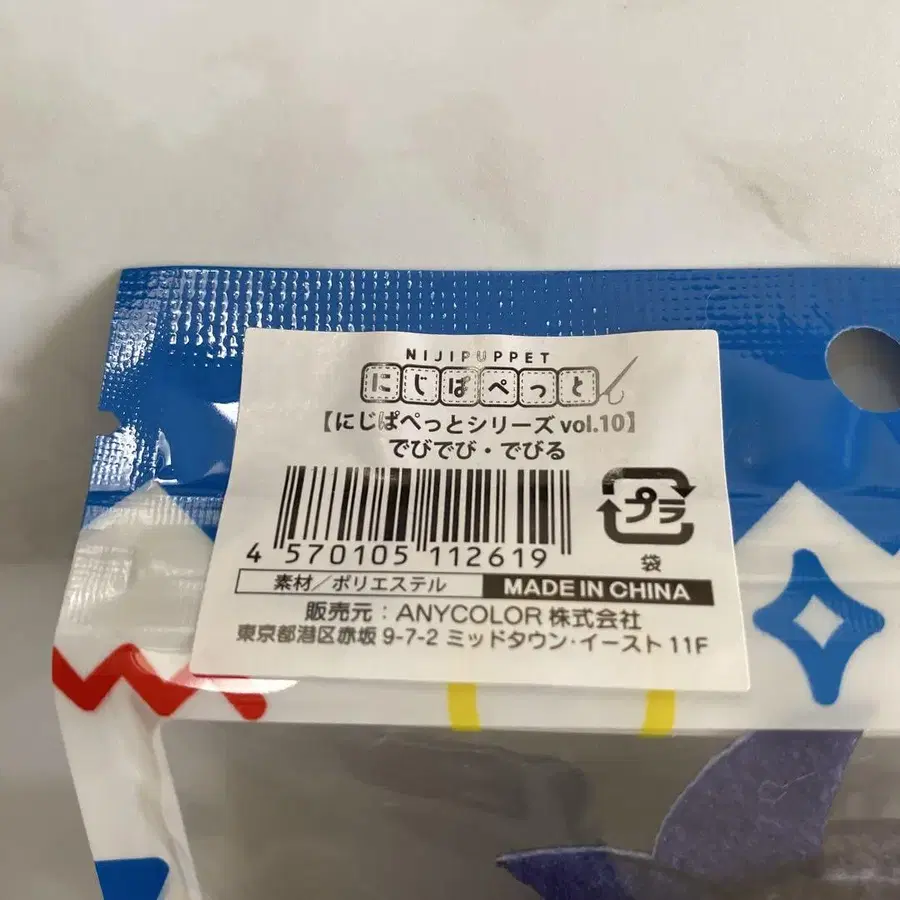 NIJIPUPPET
にじぱぺっと
【にじぱぺっとシリーズ vol.10】
でびでび・でびる
4 570105 112619
プラ
袋
素材/ポリエステル MADE IN CHINA
販売元:ANYCOLOR 株式会社
東京都港区赤坂 9-7-2 ミッドタウン・イースト 11F